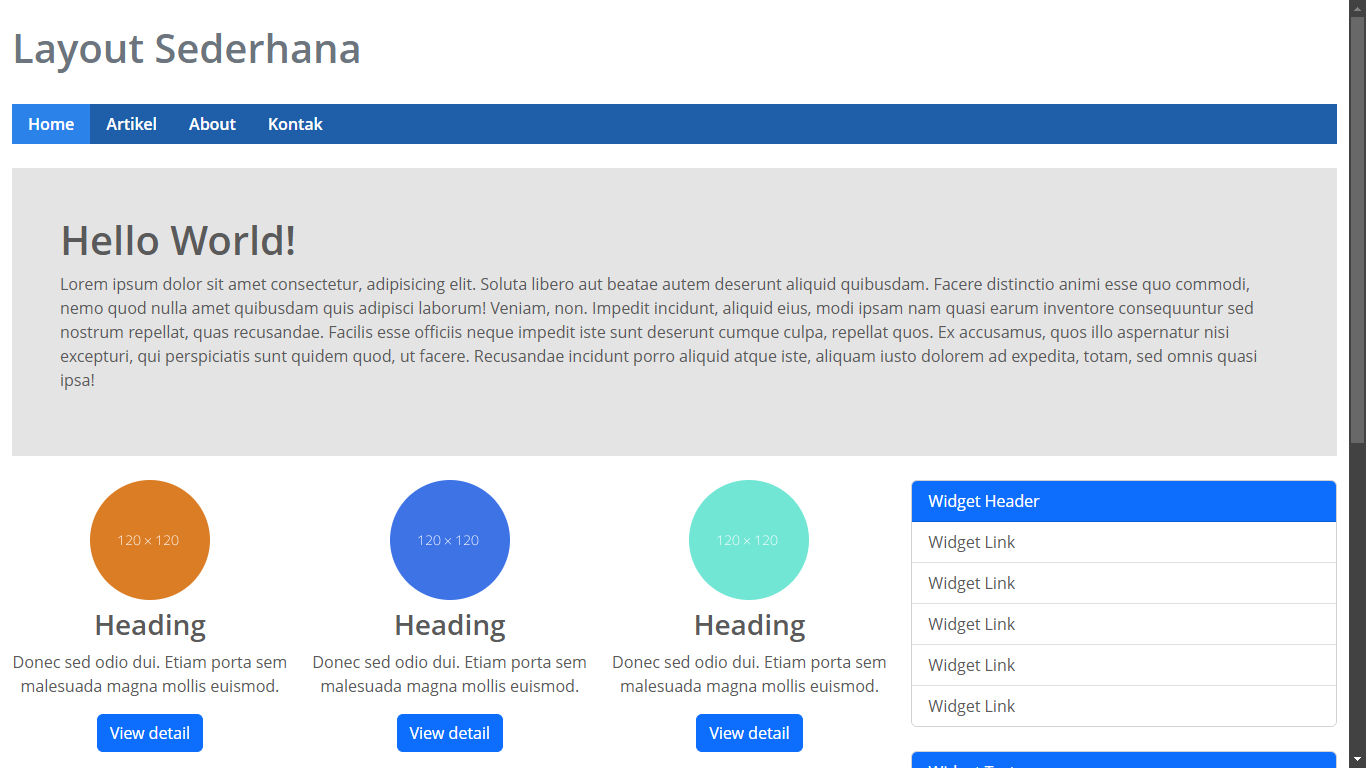 Layout Sederhana
Home Artikel About Kontak
Hello World!
Lorem ipsum dolor sit amet consectetur, adipisicing elit. Soluta libero aut beatae autem deserunt aliquid quibusdam. Facere distinctio animi esse quo commodi,
nemo quod nulla amet quibusdam quis adipisci laborum! Veniam, non. Impedit incidunt, aliquid eius, modi ipsam nam quasi earum inventore consequuntur sed
nostrum repellat, quas recusandae. Facilis esse officiis neque impedit iste sunt deserunt cumque culpa, repellat quos. Ex accusamus, quos illo aspernatur nisi
excepturi, qui perspiciatis sunt quidem quod, ut facere. Recusandae incidunt porro aliquid atque iste, aliquam iusto dolorem ad expedita, totam, sed omnis quasi
ipsa!
120 × 120
Heading
Donec sed odio dui. Etiam porta sem
malesuada magna mollis euismod.
View detail
120 × 120
Heading
Donec sed odio dui. Etiam porta sem
malesuada magna mollis euismod.
View detail
120 × 120
Heading
Donec sed odio dui. Etiam porta sem
malesuada magna mollis euismod.
View detail
Widget Header
Widget Link
Widget Link
Widget Link
Widget Link
Widget Link